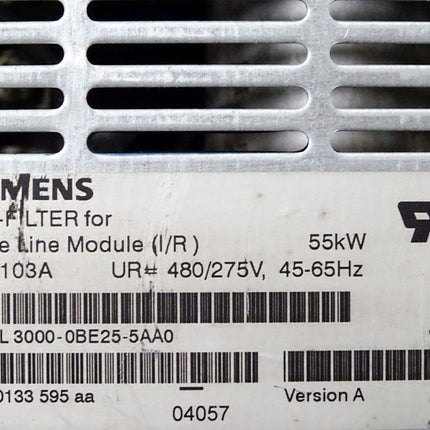 EMENS
-FILTER for
e Line Module (I/R ) 55kW
103A UR= 480/275V, 45-65Hz
L 3000-0BE25-5AA0
0133 595 aa 04057 Version A